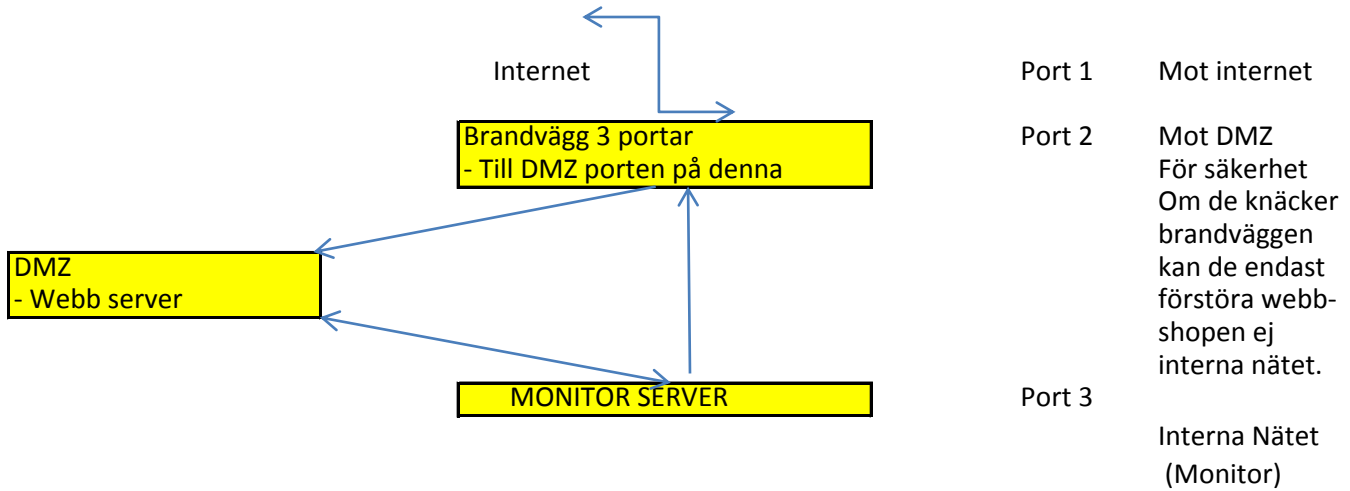 Internet
Port 1 Mot internet
Brandvägg 3 portar
- Till DMZ porten på denna
Port 2 Mot DMZ
För säkerhet
Om de knäcker
brandväggen
kan de endast
förstöra webb-
shopen ej
interna nätet.
DMZ
- Webb server
MONITOR SERVER
Port 3
Interna Nätet
(Monitor)